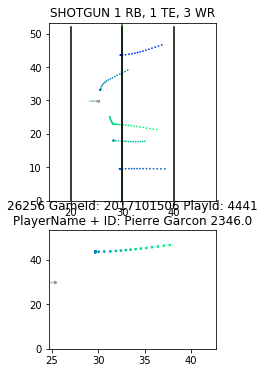 SHOTGUN 1 RB, 1 TE, 3 WR
50
40
30
20
10
0
20 30 40
26256 GameId: 2017101506 PlayId: 4441
PlayerName + ID: Pierre Garcon 2346.0
40
20
0
25 30 35 40